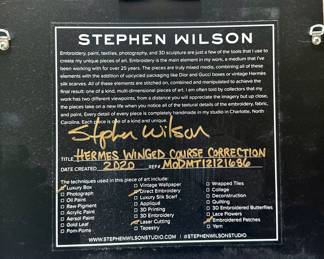 STEPHEN WILSON
Embroidery, paint, textiles, photography, and 3D sculpture are just a few of the tools that I use to
create my unique pieces of art. Embroidery is the main element in my work, a medium that I've
been working with for over 25 years. The pieces are truly mixed media, combining all of these
elements with the addition of upcycled packaging like Dior and Gucci boxes or vintage Hermès
silk scarves. All of these elements are stitched on, combined and manipulated to achieve the
final result: one of a kind, multi-dimensional pieces of art. I am often told by collectors that my
work has two different viewpoints, from a distance you will appreciate the imagery but up close,
the piece takes on a new life when you notice all of the textural details of the embroidery, fabric,
and paint. Every detail of every piece is completely handmade in my studio in Charlotte, North
Carolina. Each piece is one of a kind and unique.
Stephen Wilson
TITLE HERMES WINGED COURSE CORRECTION
DATE CREATED 2020 REF# MODMT12121686
The techniques used in this piece of art include:
Luxury Box
Photograph
Oil Paint
Raw Pigment
Acrylic Paint
Aerosol Paint
Gold Leaf
Pom-Poms
Vintage Wallpaper
Direct Embroidery
Luxury Silk Scarf
Appliqué
3D Printing
3D Embroidery
Laser Cutting
Tapestry
Wrapped Tiles
Collage
Deconstruction
Quilting
3D Embroidered Butterflies
Lace Flowers
Embroidered Patches
Yarn
WWW.STEPHENWILSONSTUDIO.COM | #STEPHENWILSONSTUDIO